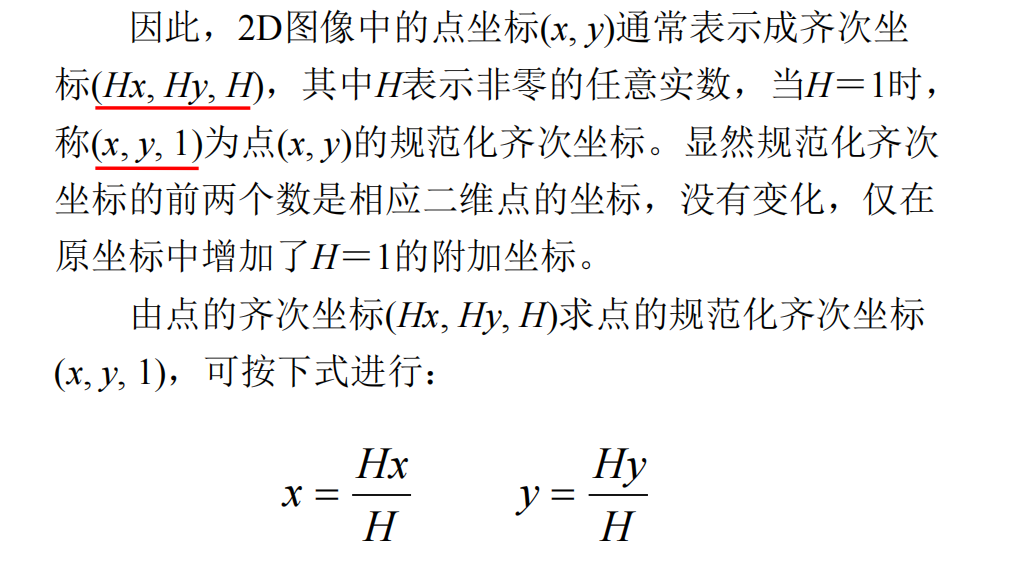 因此，2D图像中的点坐标(x, y)通常表示成齐次坐
标(Hx, Hy, H)，其中H表示非零的任意实数，当H＝1时，
称(x, y, 1)为点(x, y)的规范化齐次坐标。显然规范化齐次
坐标的前两个数是相应二维点的坐标，没有变化，仅在
原坐标中增加了H＝1的附加坐标。
由点的齐次坐标(Hx, Hy, H)求点的规范化齐次坐标
(x, y, 1)，可按下式进行：
x = Hx/H  y = Hy/H